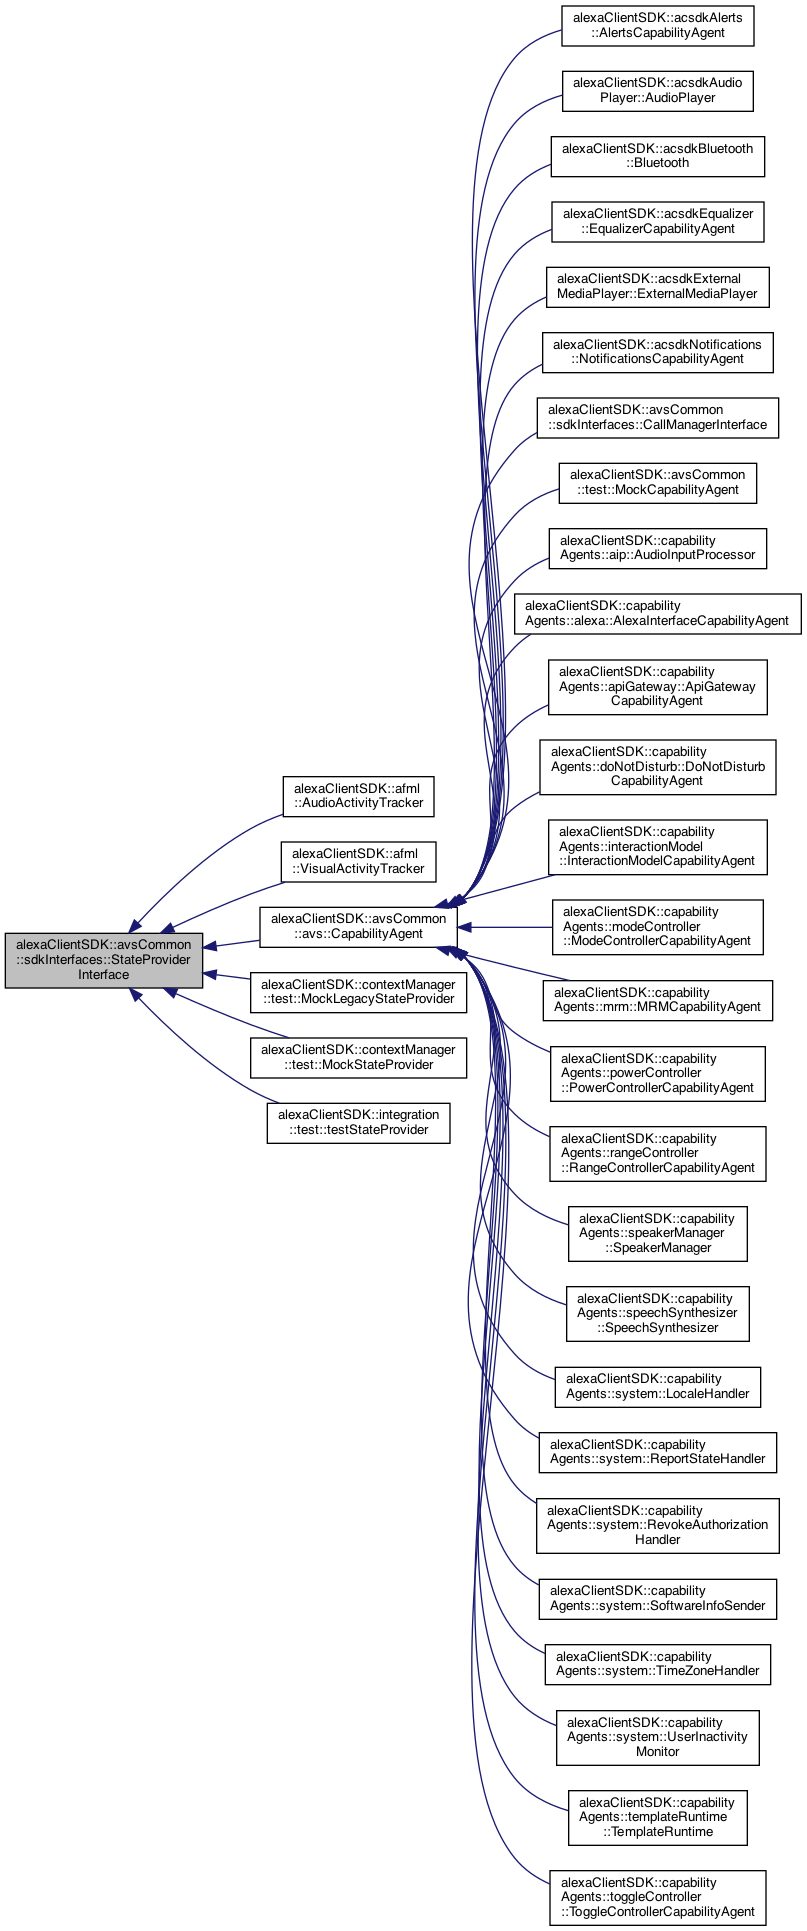 alexaClientSDK::acsdkAlerts
::AlertsCapabilityAgent
alexaClientSDK::acsdkAudio
Player::AudioPlayer
alexaClientSDK::acsdkBluetooth
::Bluetooth
alexaClientSDK::acsdkEqualizer
::EqualizerCapabilityAgent
alexaClientSDK::acsdkExternal
MediaPlayer::ExternalMediaPlayer
alexaClientSDK::acsdkNotifications
::NotificationsCapabilityAgent
alexaClientSDK::avsCommon
::sdkInterfaces::CallManagerInterface
alexaClientSDK::avsCommon
::test::MockCapabilityAgent
alexaClientSDK::capability
Agents::aip::AudioInputProcessor
alexaClientSDK::capability
Agents::alexa::AlexaInterfaceCapabilityAgent
alexaClientSDK::capability
Agents::apiGateway::ApiGateway
CapabilityAgent
alexaClientSDK::capability
Agents::doNotDisturb::DoNotDisturb
CapabilityAgent
alexaClientSDK::afml
::AudioActivityTracker
alexaClientSDK::capability
Agents::interactionModel
::InteractionModelCapabilityAgent
alexaClientSDK::afml
::VisualActivityTracker
alexaClientSDK::avsCommon
avs::CapabilityAgent
alexaClientSDK::capability
Agents::modeController
::ModeControllerCapabilityAgent
alexaClientSDK::avsCommon
::sdkInterfaces::StateProvider
Interface
alexaClientSDK::contextManager
::test::MockLegacyStateProvider
alexaClientSDK::capability
Agents::mrm::MRMCapabilityAgent
alexaClientSDK::contextManager
::test::MockStateProvider
alexaClientSDK::capability
Agents::powerController
::PowerControllerCapabilityAgent
alexaClientSDK::integration
::test::testStateProvider
alexaClientSDK::capability
Agents::rangeController
::RangeControllerCapabilityAgent
alexaClientSDK::capability
Agents::speakerManager
::SpeakerManager
alexaClientSDK::capability
Agents::speechSynthesizer
::SpeechSynthesizer
alexaClientSDK::capability
Agents::system::LocaleHandler
alexaClientSDK::capability
Agents::system::ReportStateHandler
alexaClientSDK::capability
Agents::system::RevokeAuthorization
Handler
alexaClientSDK::capability
Agents::system::SoftwareInfoSender
alexaClientSDK::capability
Agents::system::TimeZoneHandler
alexaClientSDK::capability
Agents::system::UserInactivity
Monitor
alexaClientSDK::capability
Agents::templateRuntime
::TemplateRuntime
alexaClientSDK::capability
Agents::toggleController
::ToggleControllerCapabilityAgent